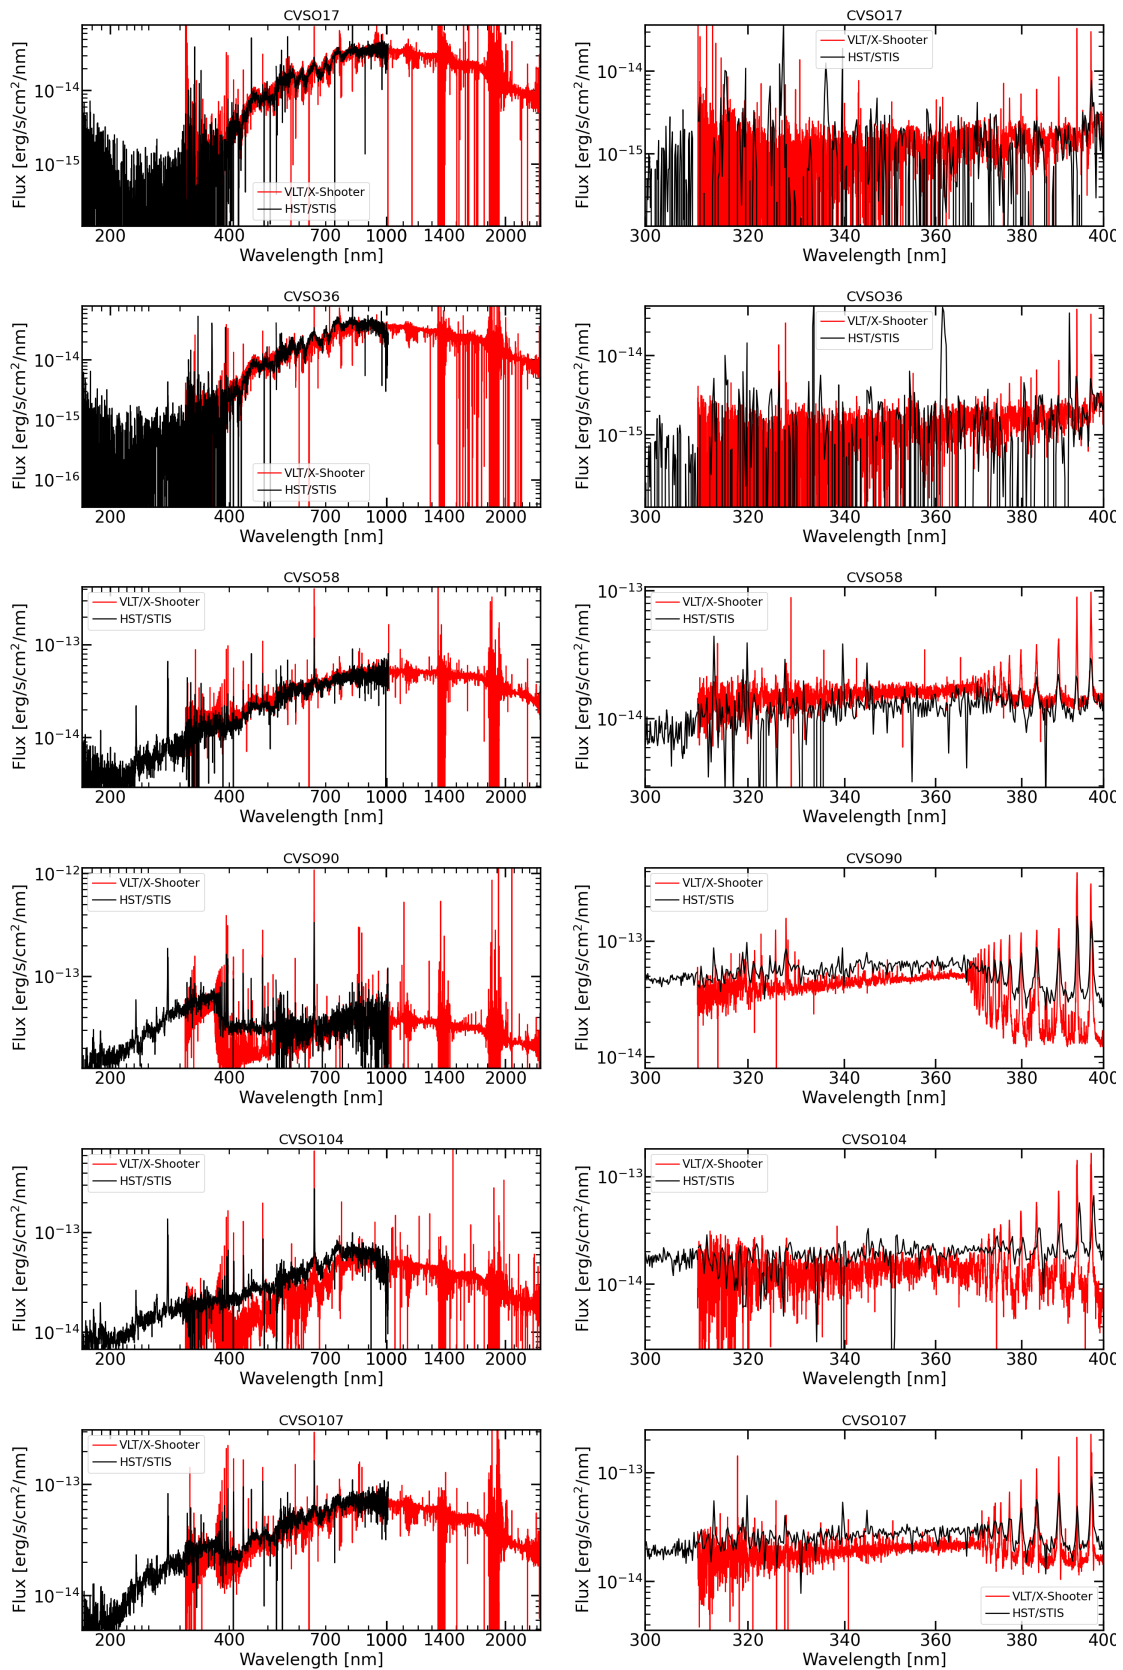 CVSO17
CVSO17
Flux [erg/s/cm²/nm]
10⁻¹⁴
10⁻¹⁵
VLT/X-Shooter
HST/STIS
200 400 700 1000 1400 2000
Wavelength [nm]
Flux [erg/s/cm²/nm]
10⁻¹⁴
10⁻¹⁵
VLT/X-Shooter
HST/STIS
300 320 340 360 380 400
Wavelength [nm]
CVSO36
CVSO36
Flux [erg/s/cm²/nm]
10⁻¹⁴
10⁻¹⁵
10⁻¹⁶
VLT/X-Shooter
HST/STIS
200 400 700 1000 1400 2000
Wavelength [nm]
Flux [erg/s/cm²/nm]
10⁻¹⁴
10⁻¹⁵
VLT/X-Shooter
HST/STIS
300 320 340 360 380 400
Wavelength [nm]
CVSO58
CVSO58
Flux [erg/s/cm²/nm]
10⁻¹³
10⁻¹⁴
VLT/X-Shooter
HST/STIS
200 400 700 1000 1400 2000
Wavelength [nm]
Flux [erg/s/cm²/nm]
10⁻¹³
10⁻¹⁴
VLT/X-Shooter
HST/STIS
300 320 340 360 380 400
Wavelength [nm]
CVSO90
CVSO90
Flux [erg/s/cm²/nm]
10⁻¹²
10⁻¹³
VLT/X-Shooter
HST/STIS
200 400 700 1000 1400 2000
Wavelength [nm]
Flux [erg/s/cm²/nm]
10⁻¹³
10⁻¹⁴
VLT/X-Shooter
HST/STIS
300 320 340 360 380 400
Wavelength [nm]
CVSO104
CVSO104
Flux [erg/s/cm²/nm]
10⁻¹³
10⁻¹⁴
VLT/X-Shooter
HST/STIS
200 400 700 1000 1400 2000
Wavelength [nm]
Flux [erg/s/cm²/nm]
10⁻¹³
10⁻¹⁴
VLT/X-Shooter
HST/STIS
300 320 340 360 380 400
Wavelength [nm]
CVSO107
CVSO107
Flux [erg/s/cm²/nm]
10⁻¹³
10⁻¹⁴
VLT/X-Shooter
HST/STIS
200 400 700 1000 1400 2000
Wavelength [nm]
Flux [erg/s/cm²/nm]
10⁻¹³
10⁻¹⁴
VLT/X-Shooter
HST/STIS
300 320 340 360 380 400
Wavelength [nm]